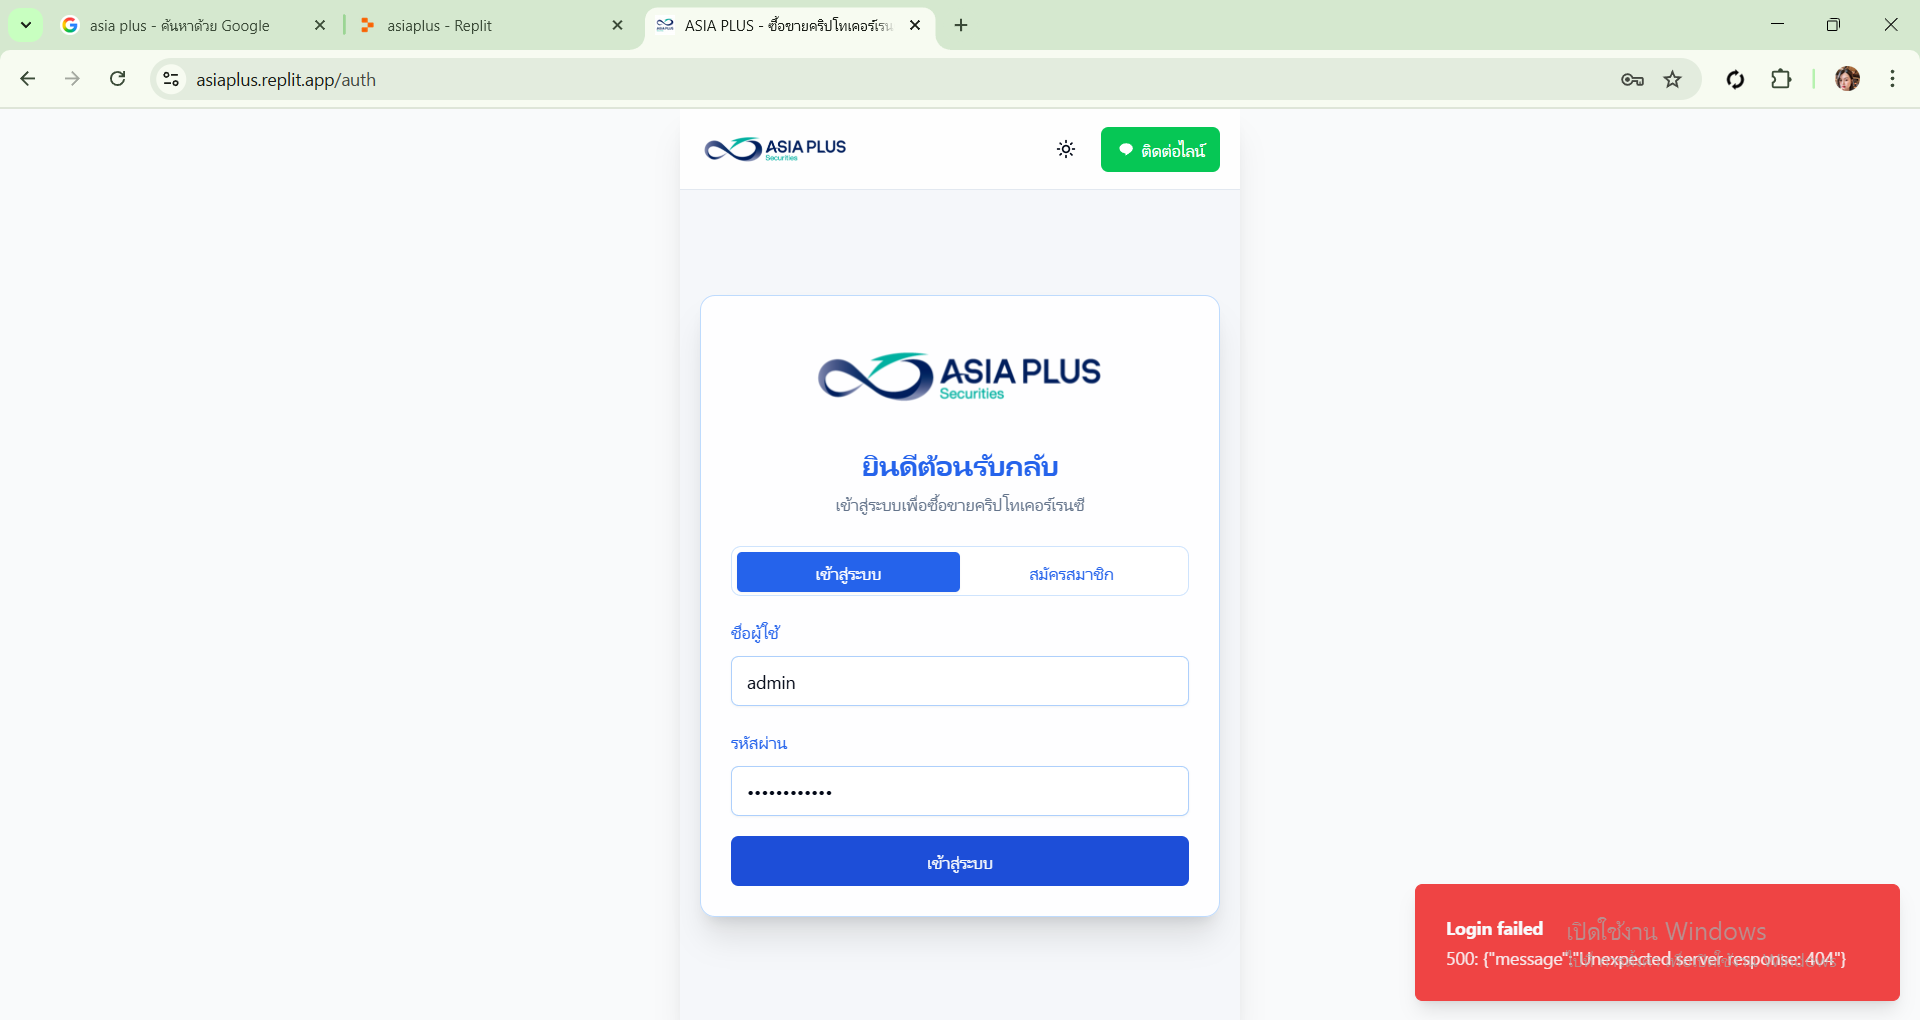 asia plus - ค้นหาด้วย Google
asiaplus - Replit
ASIA PLUS - ซื้อขายคริปโทเคอร์เรน
asiaplus.replit.app/auth
ASIA PLUS
Securities
ติดต่อไลน์
ASIA PLUS
Securities
ยินดีต้อนรับกลับ
เข้าสู่ระบบเพื่อซื้อขายคริปโทเคอร์เรนซี
เข้าสู่ระบบ
สมัครสมาชิก
ชื่อผู้ใช้
admin
รหัสผ่าน
••••••••••••
เข้าสู่ระบบ
Login failed
เปิดใช้งาน Windows
500: {"message":"Unexpected server response: 404"}